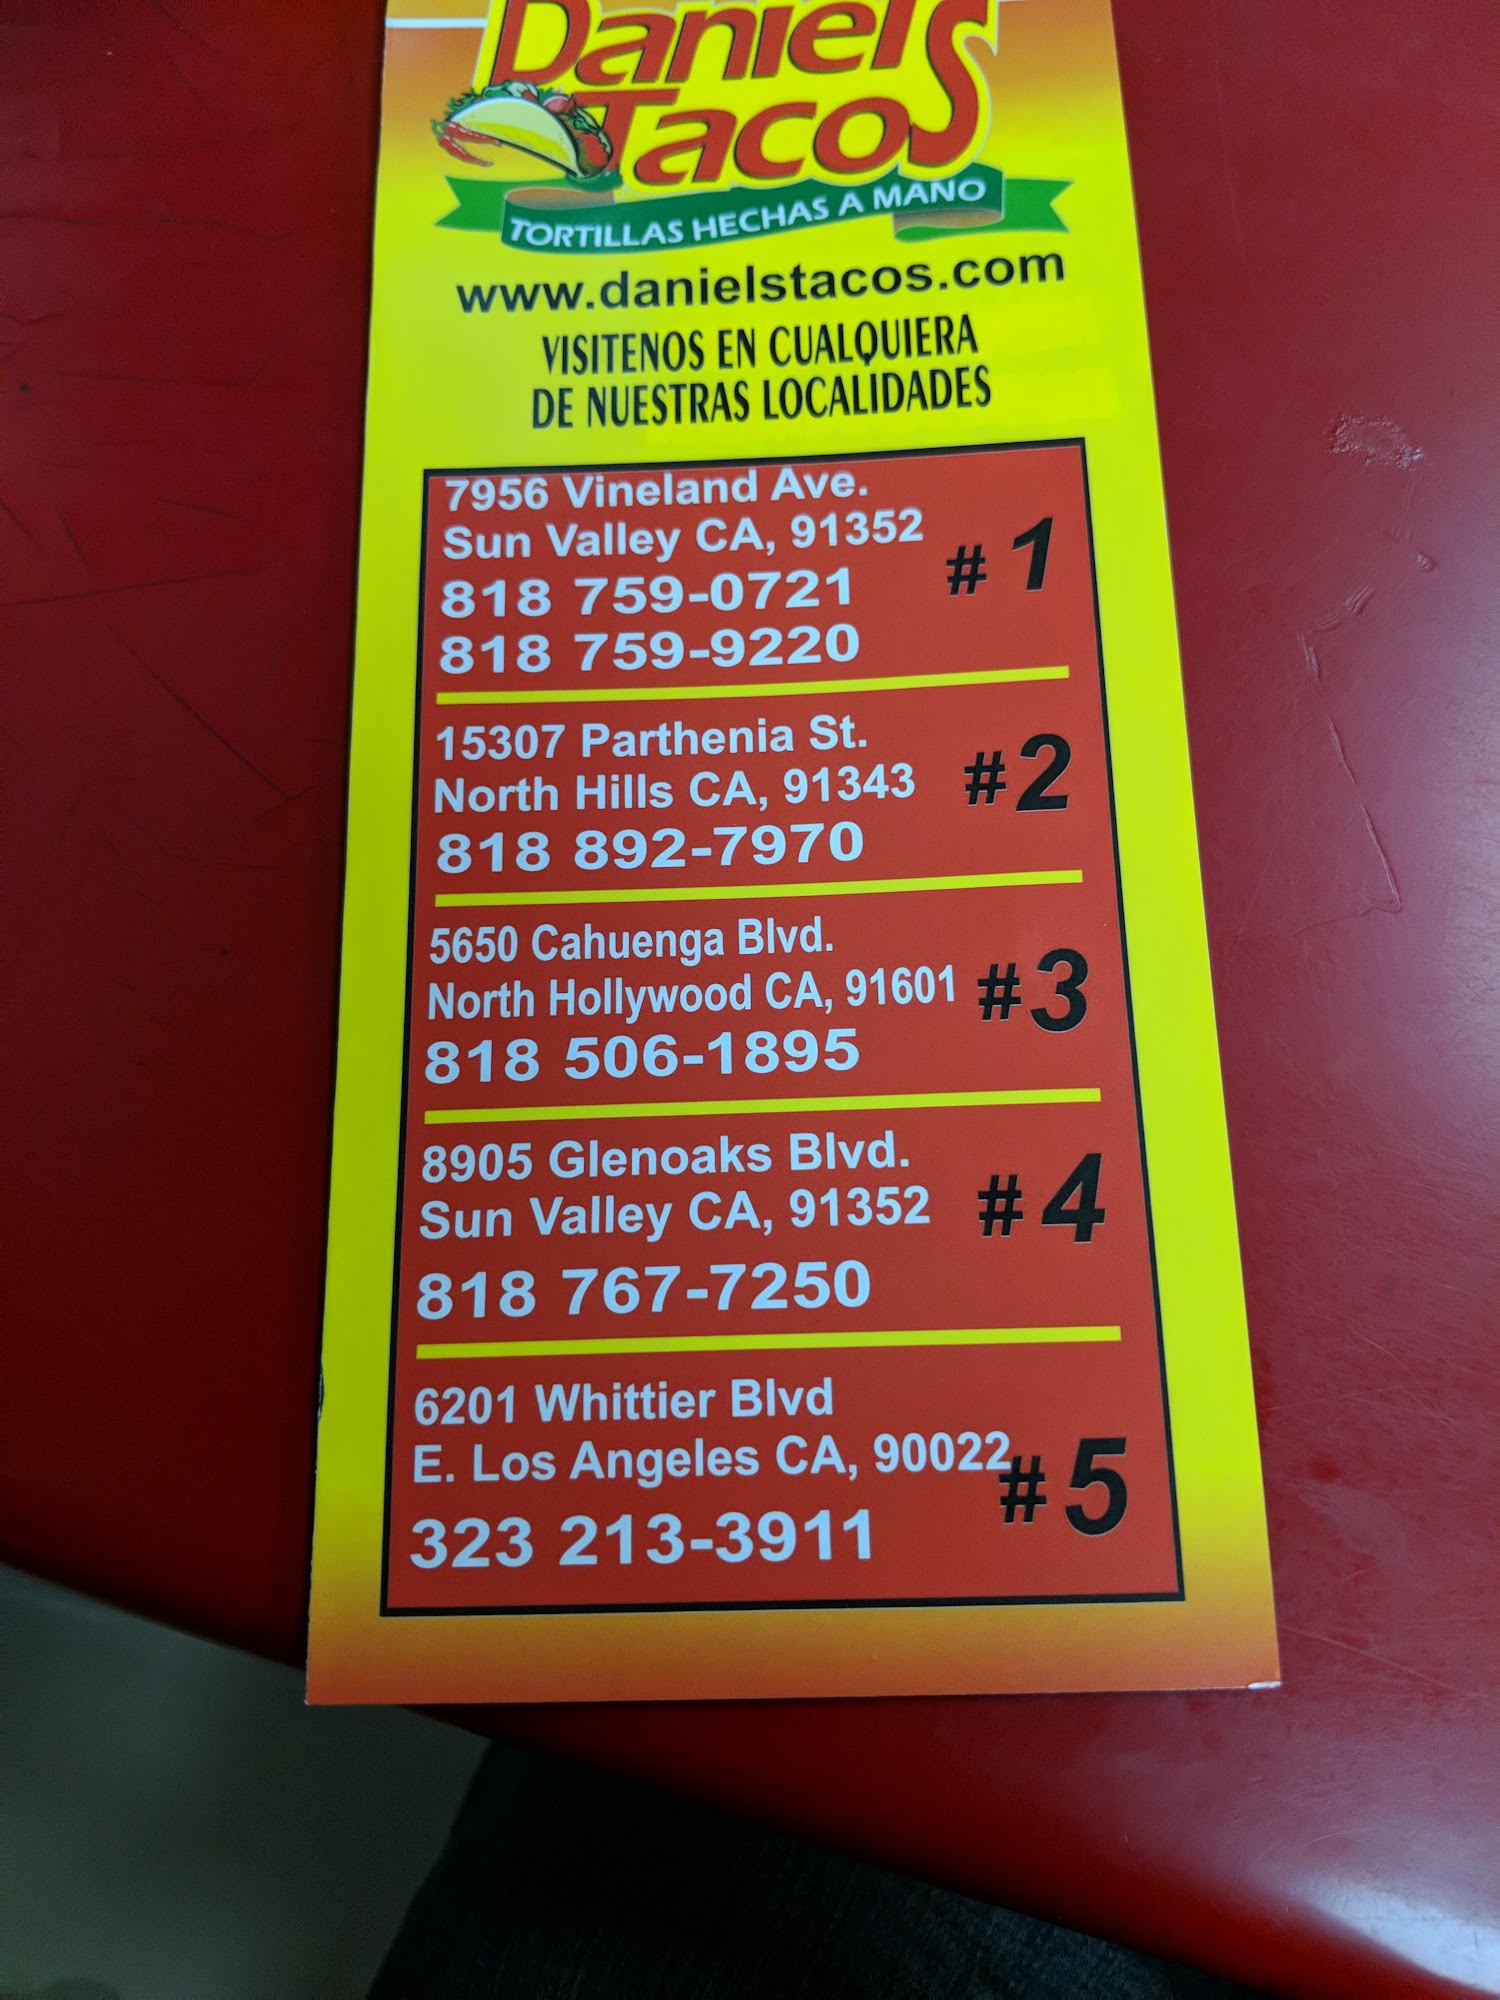 Daniel's
Tacos
TORTILLAS HECHAS A MANO
www.danielstacos.com
VISITENOS EN CUALQUIERA
DE NUESTRAS LOCALIDADES
7956 Vineland Ave.
Sun Valley CA, 91352
818 759-0721
818 759-9220
#1
15307 Parthenia St.
North Hills CA, 91343
818 892-7970
#2
5650 Cahuenga Blvd.
North Hollywood CA, 91601
818 506-1895
#3
8905 Glenoaks Blvd.
Sun Valley CA, 91352
818 767-7250
#4
6201 Whittier Blvd
E. Los Angeles CA, 90022
323 213-3911
#5